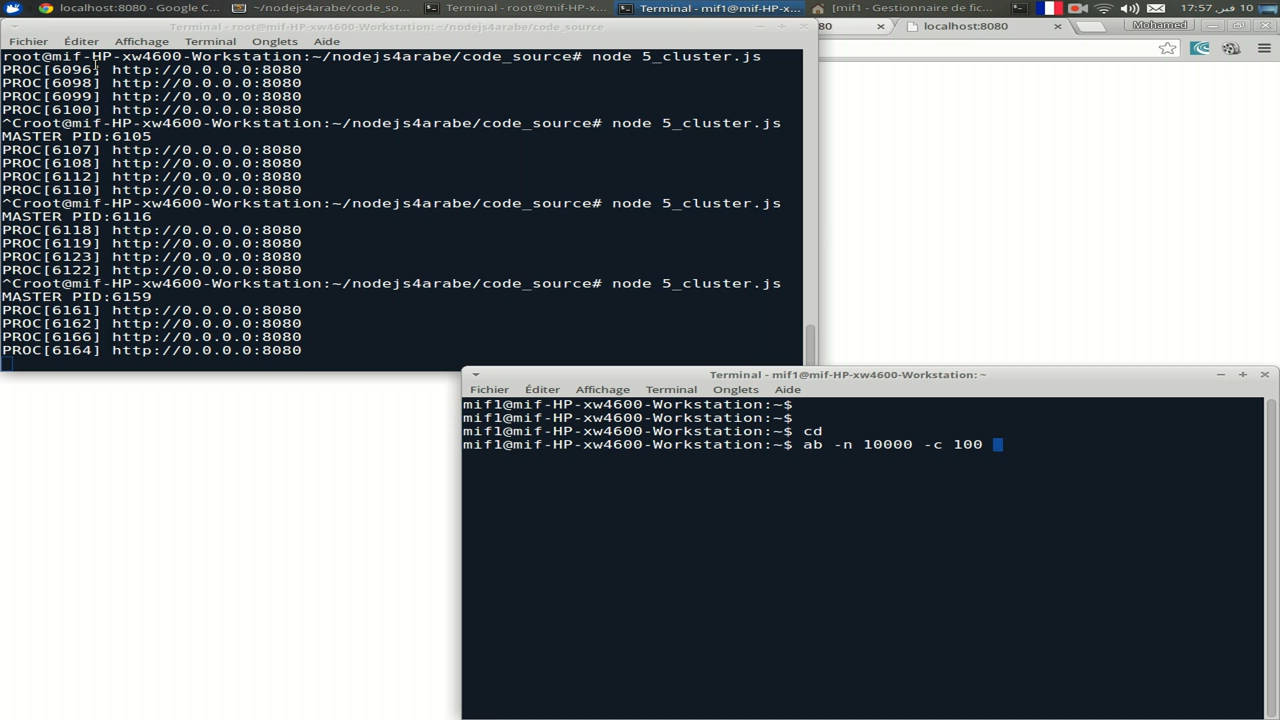 localhost:8080 - Google C...
~/nodejs4arabe/code_so...
Terminal - root@mif-HP-x...
Terminal - mif1@mif-HP-x...
[mif1 - Gestionnaire de fic...
10 فبر, 17:57
Terminal - root@mif-HP-xw4600-Workstation: ~/nodejs4arabe/code_source
80
localhost:8080
Mohamed
Fichier Éditer Affichage Terminal Onglets Aide
root@mif-HP-xw4600-Workstation:~/nodejs4arabe/code_source# node 5_cluster.js
PROC[6096] http://0.0.0.0:8080
PROC[6098] http://0.0.0.0:8080
PROC[6099] http://0.0.0.0:8080
PROC[6100] http://0.0.0.0:8080
^Croot@mif-HP-xw4600-Workstation:~/nodejs4arabe/code_source# node 5_cluster.js
MASTER PID:6105
PROC[6107] http://0.0.0.0:8080
PROC[6108] http://0.0.0.0:8080
PROC[6112] http://0.0.0.0:8080
PROC[6110] http://0.0.0.0:8080
^Croot@mif-HP-xw4600-Workstation:~/nodejs4arabe/code_source# node 5_cluster.js
MASTER PID:6116
PROC[6118] http://0.0.0.0:8080
PROC[6119] http://0.0.0.0:8080
PROC[6123] http://0.0.0.0:8080
PROC[6122] http://0.0.0.0:8080
^Croot@mif-HP-xw4600-Workstation:~/nodejs4arabe/code_source# node 5_cluster.js
MASTER PID:6159
PROC[6161] http://0.0.0.0:8080
PROC[6162] http://0.0.0.0:8080
PROC[6166] http://0.0.0.0:8080
PROC[6164] http://0.0.0.0:8080
Terminal - mif1@mif-HP-xw4600-Workstation: ~
Fichier Éditer Affichage Terminal Onglets Aide
mif1@mif-HP-xw4600-Workstation:~$
mif1@mif-HP-xw4600-Workstation:~$
mif1@mif-HP-xw4600-Workstation:~$ cd
mif1@mif-HP-xw4600-Workstation:~$ ab -n 10000 -c 100